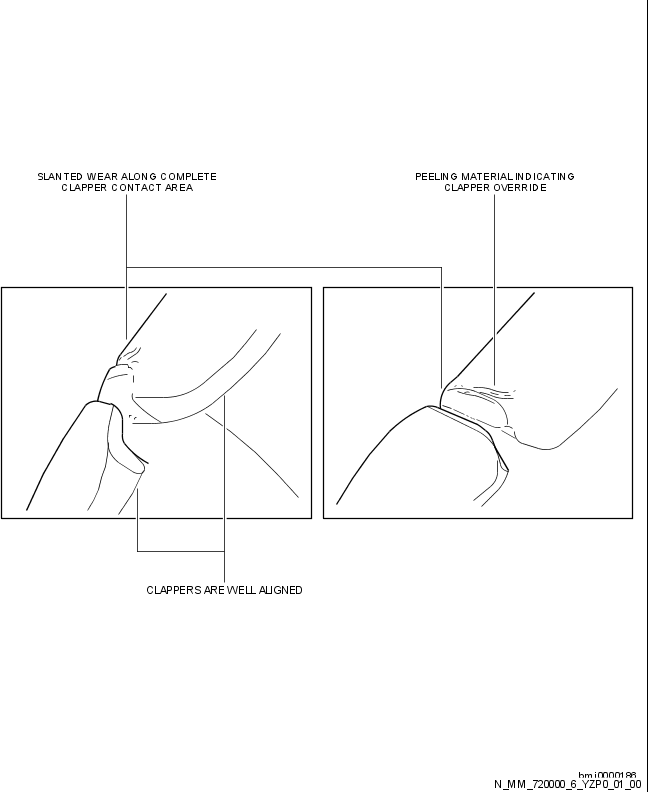 SLANTED WEAR ALONG COMPLETE
CLAPPER CONTACT AREA
PEELING MATERIAL INDICATING
CLAPPER OVERRIDE
CLAPPERS ARE WELL ALIGNED
bmi0000186
N_MM_720000_6_YZP0_01_00